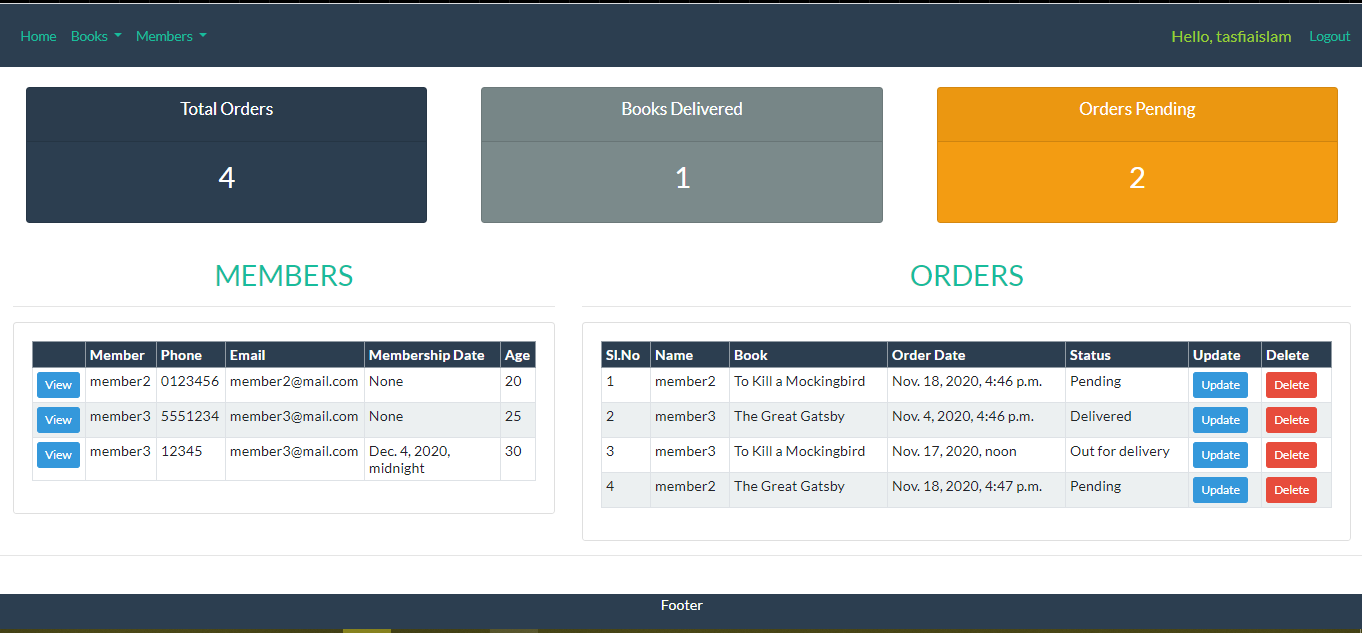 Home Books Members Hello, tasfiaislam Logout
Total Orders
4
Books Delivered
1
Orders Pending
2
MEMBERS
Member Phone Email Membership Date Age
View member2 0123456 member2@mail.com None 20
View member3 5551234 member3@mail.com None 25
View member3 12345 member3@mail.com Dec. 4, 2020, 30
midnight
ORDERS
Sl.No Name Book Order Date Status Update Delete
1 member2 To Kill a Mockingbird Nov. 18, 2020, 4:46 p.m. Pending Update Delete
2 member3 The Great Gatsby Nov. 4, 2020, 4:46 p.m. Delivered Update Delete
3 member3 To Kill a Mockingbird Nov. 17, 2020, noon Out for delivery Update Delete
4 member2 The Great Gatsby Nov. 18, 2020, 4:47 p.m. Pending Update Delete
Footer